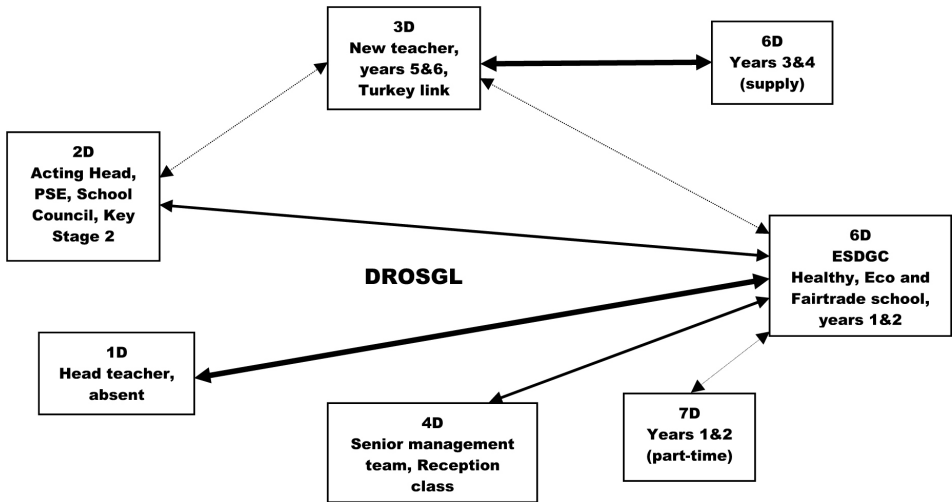 3D
New teacher,
years 5&6,
Turkey link
6D
Years 3&4
(supply)
2D
Acting Head,
PSE, School
Council, Key
Stage 2
6D
ESDGC
Healthy, Eco and
Fairtrade school,
years 1&2
DROSGL
1D
Head teacher,
absent
4D
Senior management
team, Reception
class
7D
Years 1&2
(part-time)